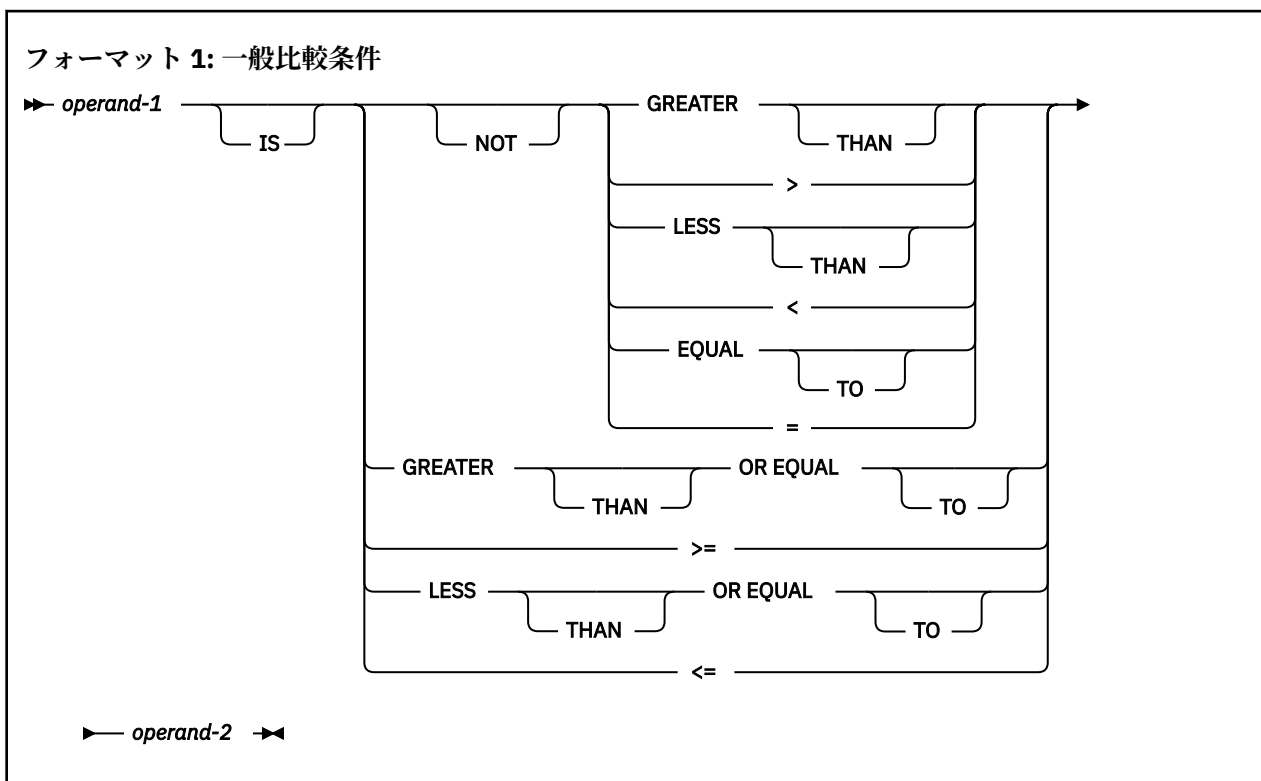 フォーマット 1: 一般比較条件
operand-1 IS NOT GREATER THAN
>
LESS THAN
<
EQUAL TO
=
GREATER THAN OR EQUAL TO
>=
LESS THAN OR EQUAL TO
<=
operand-2